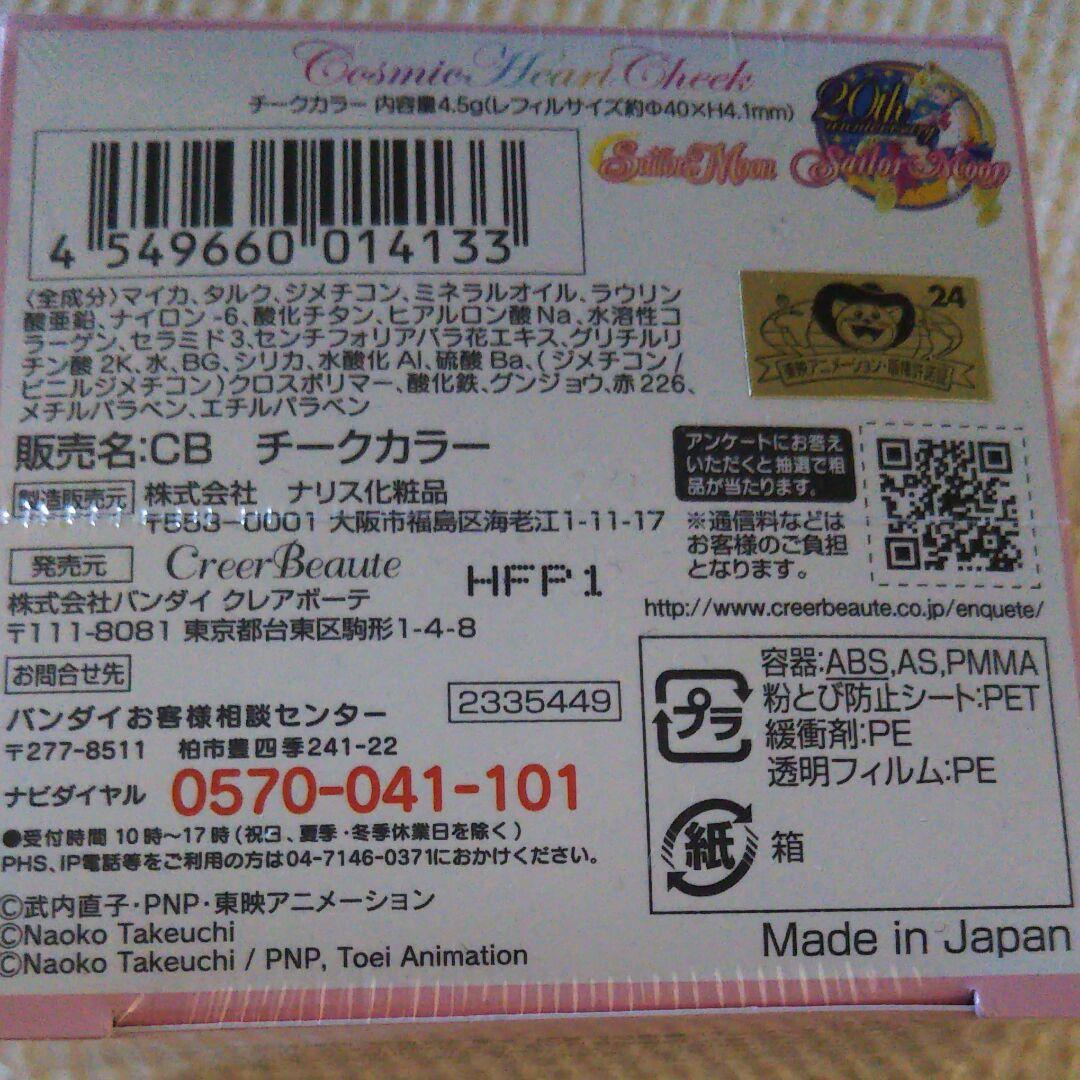 Cosmic Heart Cheek
チークカラー 内容量4.5g(レフィルサイズ約Φ40×H4.1mm)
20th
anniversary
Sailor Moon
Sailor Moon
4 549660 014133
〈全成分〉マイカ、タルク、ジメチコン、ミネラルオイル、ラウリン
酸亜鉛、ナイロン-6、酸化チタン、ヒアルロン酸Na、水溶性コ
ラーゲン、セラミド3、センチフォリアバラ花エキス、グリチルリ
チン酸2K、水、BG、シリカ、水酸化Al、硫酸Ba、(ジメチコン/
ビニルジメチコン)クロスポリマー、酸化鉄、グンジョウ、赤226、
メチルパラベン、エチルパラベン
24
東映アニメーション・版権許諾証
販売名:CB チークカラー
製造販売元 株式会社 ナリス化粧品
〒553-0001 大阪市福島区海老江1-11-17
発売元 CreerBeaute
HFP1
株式会社バンダイ クレアボーテ
〒111-8081 東京都台東区駒形1-4-8
アンケートにお答え
いただくと抽選で粗
品が当たります。
※通信料などは
お客様のご負担
となります。
http://www.creerbeaute.co.jp/enquete/
お問合せ先
2335449
バンダイお客様相談センター
〒277-8511 柏市豊四季241-22
ナビダイヤル 0570-041-101
●受付時間 10時〜17時(祝日、夏季・冬季休業日を除く)
PHS、IP電話等をご利用の方は04-7146-0371におかけください。
プラ
容器:ABS,AS,PMMA
粉とび防止シート:PET
緩衝剤:PE
透明フィルム:PE
紙 箱
©武内直子・PNP・東映アニメーション
©Naoko Takeuchi
©Naoko Takeuchi / PNP, Toei Animation
Made in Japan